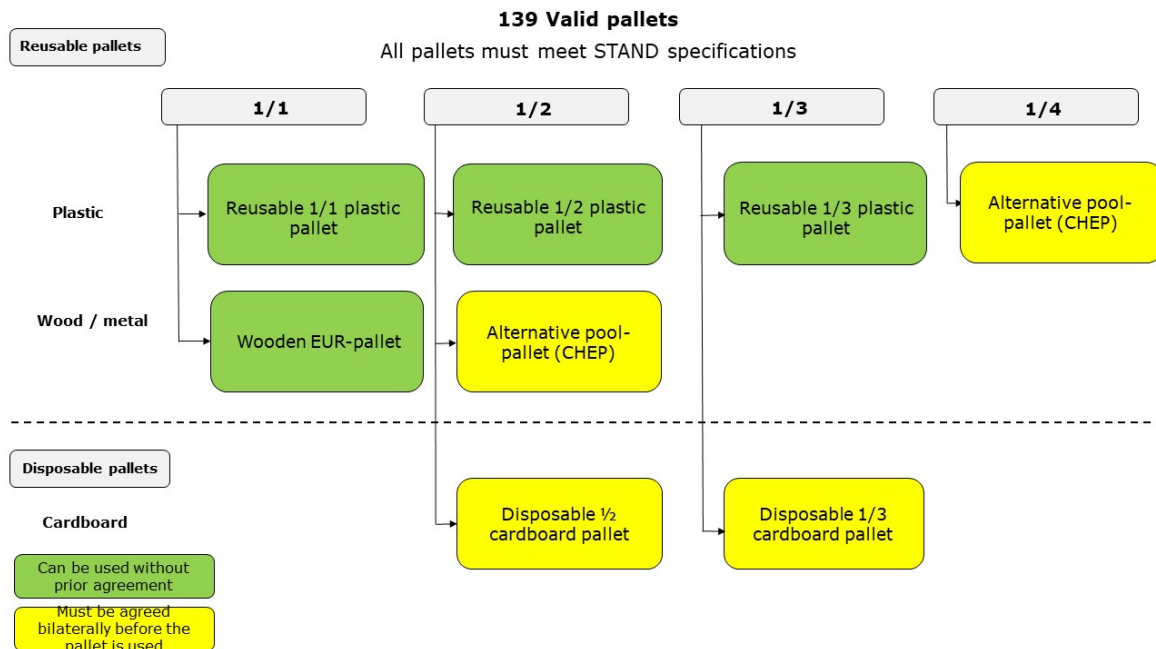 139 Valid pallets
Reusable pallets
All pallets must meet STAND specifications
1/1
1/2
1/3
1/4
Plastic
Reusable 1/1 plastic
pallet
Reusable 1/2 plastic
pallet
Reusable 1/3 plastic
pallet
Alternative pool-
pallet (CHEP)
Wood / metal
Wooden EUR-pallet
Alternative pool-
pallet (CHEP)
Disposable pallets
Cardboard
Disposable ½
cardboard pallet
Disposable 1/3
cardboard pallet
Can be used without
prior agreement
Must be agreed
bilaterally before the
pallet is used